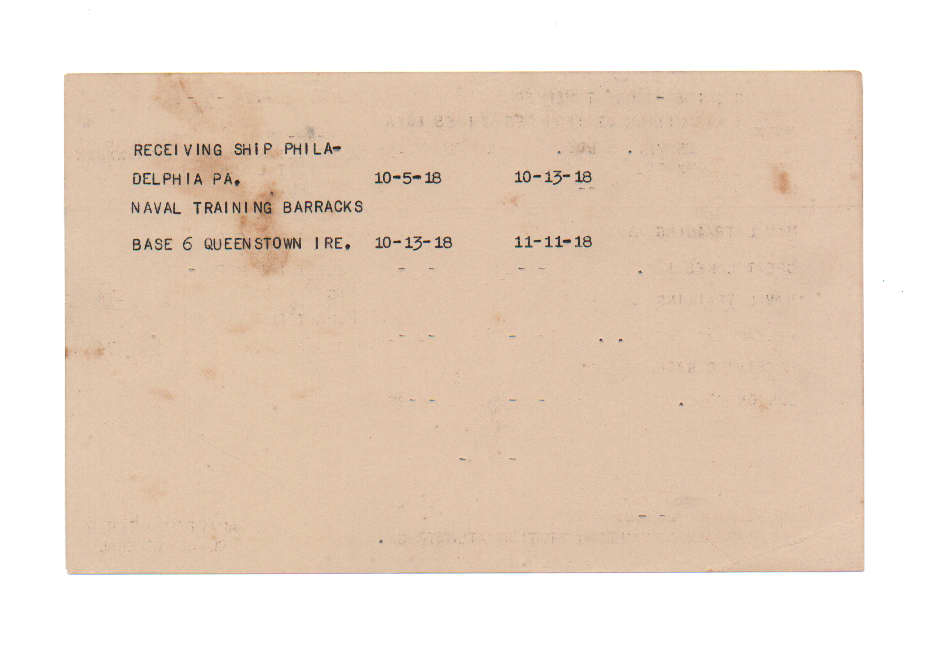 RECEIVING SHIP PHILA-
DELPHIA PA. 10-5-18 10-13-18
NAVAL TRAINING BARRACKS
BASE 6 QUEENSTOWN IRE. 10-13-18 11-11-18